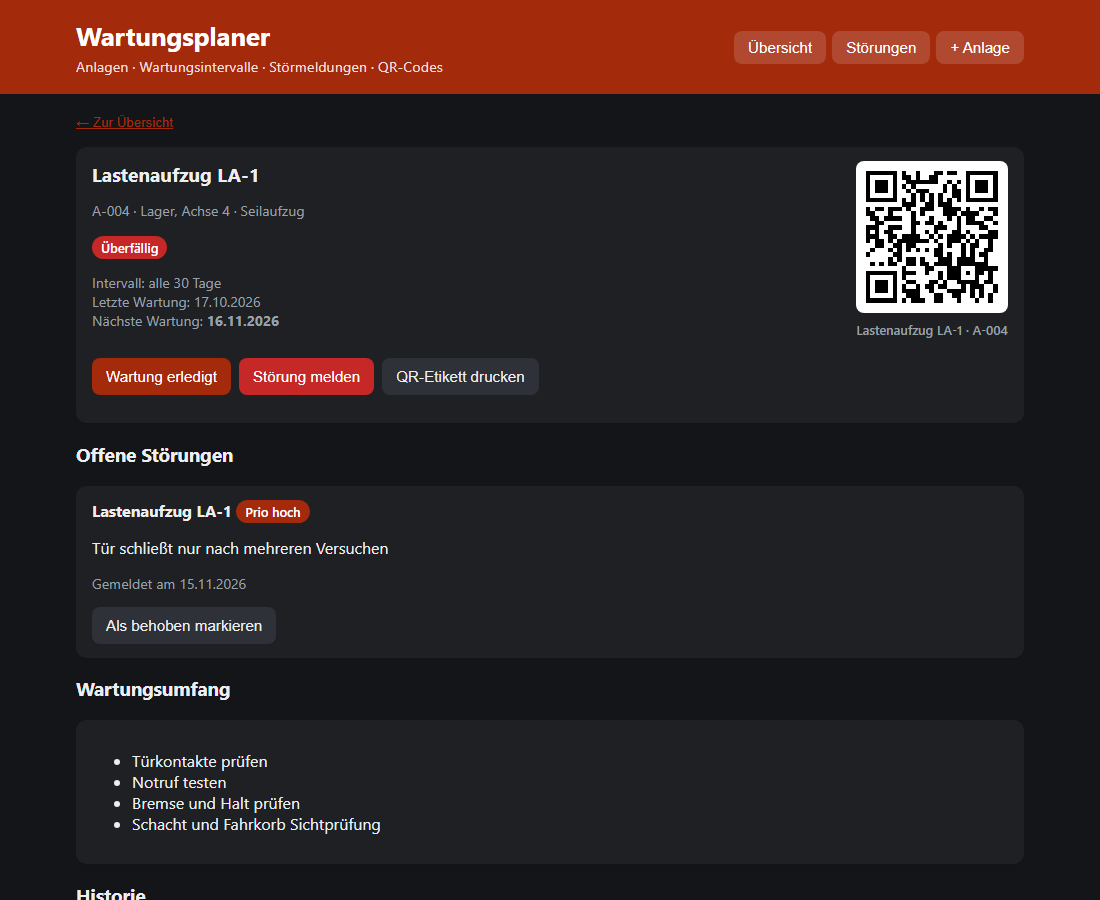 Wartungsplaner
Anlagen · Wartungsintervalle · Störmeldungen · QR-Codes
Übersicht
Störungen
+ Anlage
← Zur Übersicht
Lastenaufzug LA-1
A-004 · Lager, Achse 4 · Seilaufzug
Überfällig
Intervall: alle 30 Tage
Letzte Wartung: 17.10.2026
Nächste Wartung: 16.11.2026
Lastenaufzug LA-1 · A-004
Wartung erledigt
Störung melden
QR-Etikett drucken
Offene Störungen
Lastenaufzug LA-1 Prio hoch
Tür schließt nur nach mehreren Versuchen
Gemeldet am 15.11.2026
Als behoben markieren
Wartungsumfang
• Türkontakte prüfen
• Notruf testen
• Bremse und Halt prüfen
• Schacht und Fahrkorb Sichtprüfung
Historie